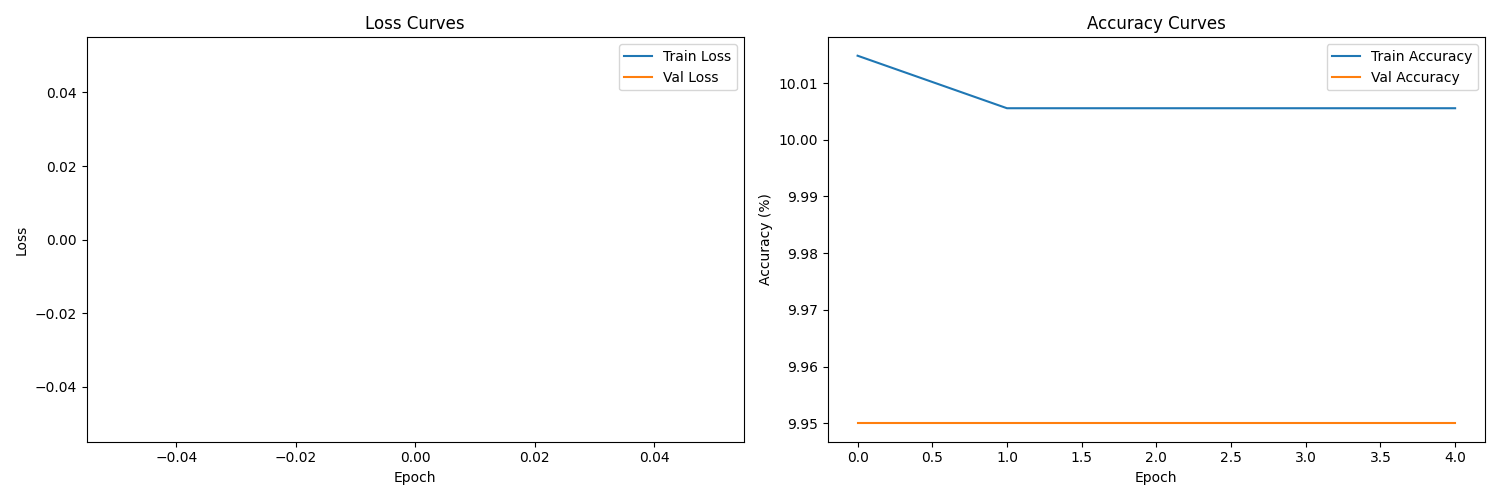 Loss Curves
Train Loss
Val Loss
0.04
0.02
0.00
−0.02
−0.04
Loss
−0.04
−0.02
0.00
0.02
0.04
Epoch
Accuracy Curves
Train Accuracy
Val Accuracy
10.01
10.00
9.99
9.98
9.97
9.96
9.95
Accuracy (%)
0.0
0.5
1.0
1.5
2.0
2.5
3.0
3.5
4.0
Epoch